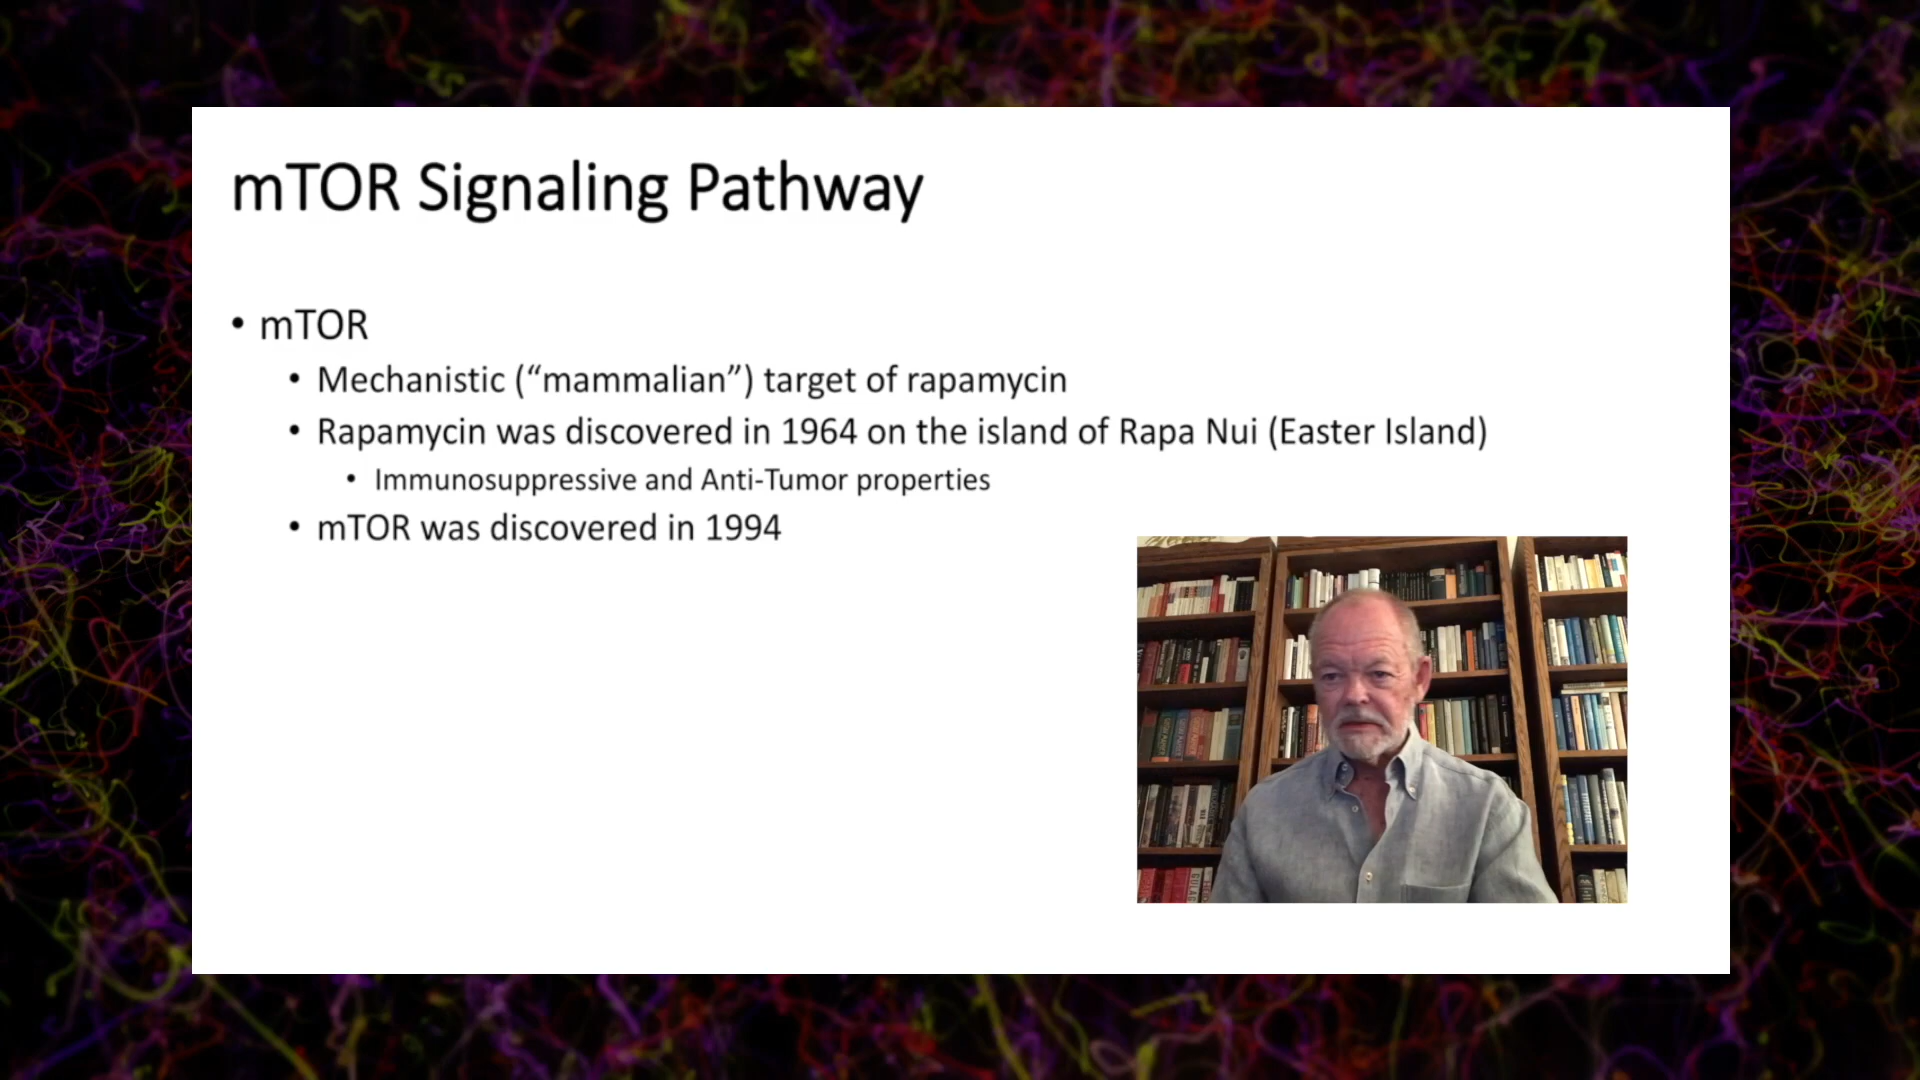 mTOR Signaling Pathway
• mTOR
• Mechanistic (“mammalian”) target of rapamycin
• Rapamycin was discovered in 1964 on the island of Rapa Nui (Easter Island)
• Immunosuppressive and Anti-Tumor properties
• mTOR was discovered in 1994
GULAG